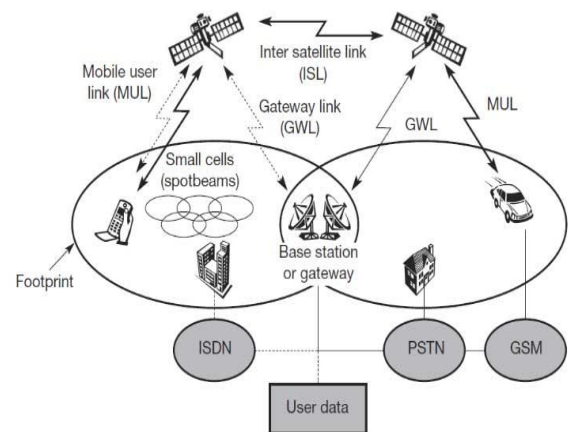 Inter satellite link
(ISL)
Mobile user
link (MUL)
Gateway link
(GWL)
MUL
GWL
Small cells
(spotbeams)
Base station
or gateway
Footprint
ISDN
PSTN
GSM
User data